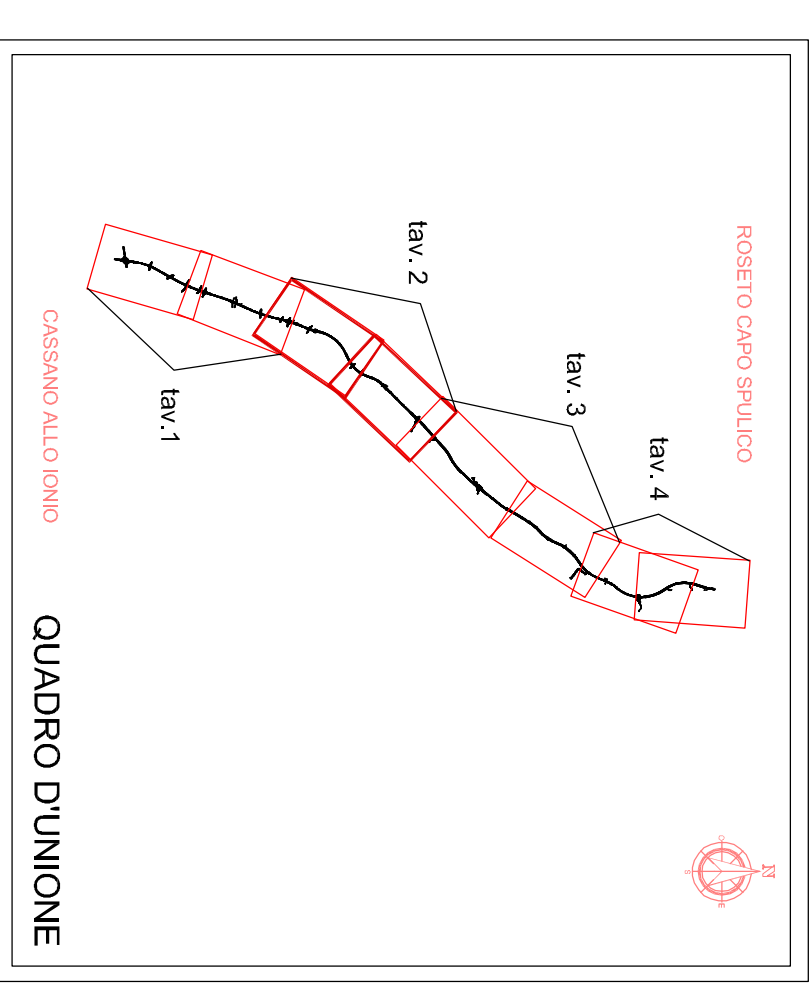 ROSETO CAPO SPULICO
tav. 4
tav. 3
tav. 2
tav.1
CASSANO ALLO IONIO
N
O
E
S
QUADRO D'UNIONE